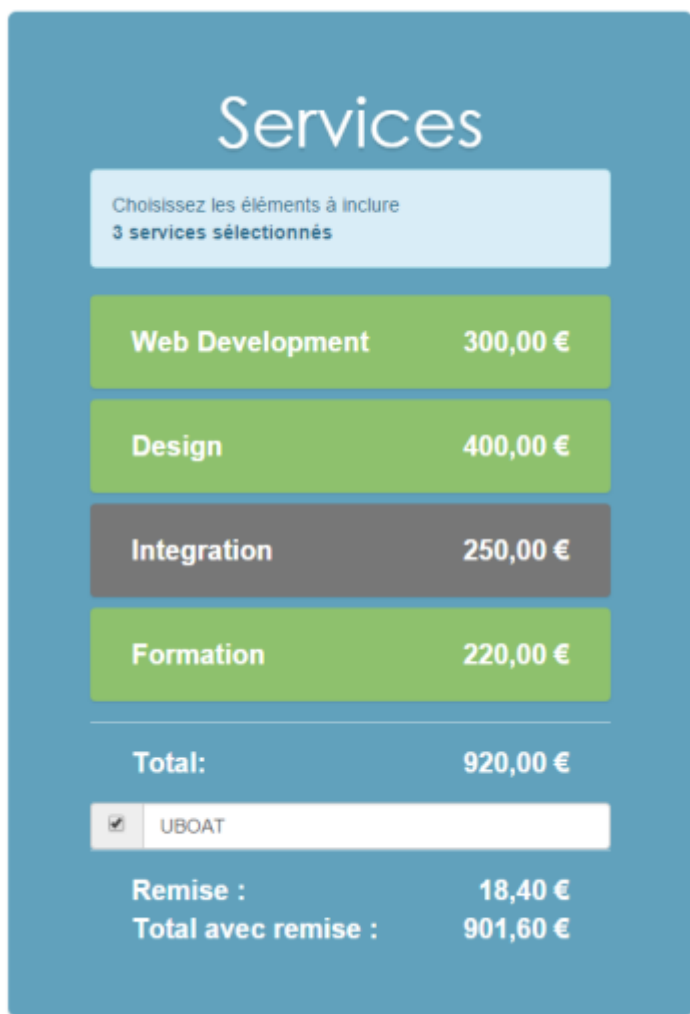 Services
Choisissez les éléments à inclure
3 services sélectionnés
Web Development 300,00 €
Design 400,00 €
Integration 250,00 €
Formation 220,00 €
Total: 920,00 €
UBOAT
Remise : 18,40 €
Total avec remise : 901,60 €